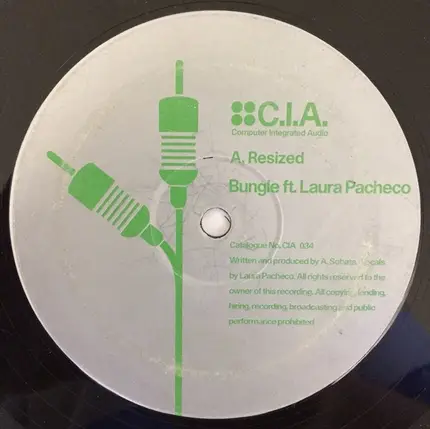 C.I.A.
Computer Integrated Audio
A. Resized
Bungle ft. Laura Pacheco
Catalogue No. CIA 034
Written and produced by A. Vocals
by Laura Pacheco. All rights reserved to the
owner of this recording. All copying, lending,
hiring, recording, broadcasting and public
performance prohibited